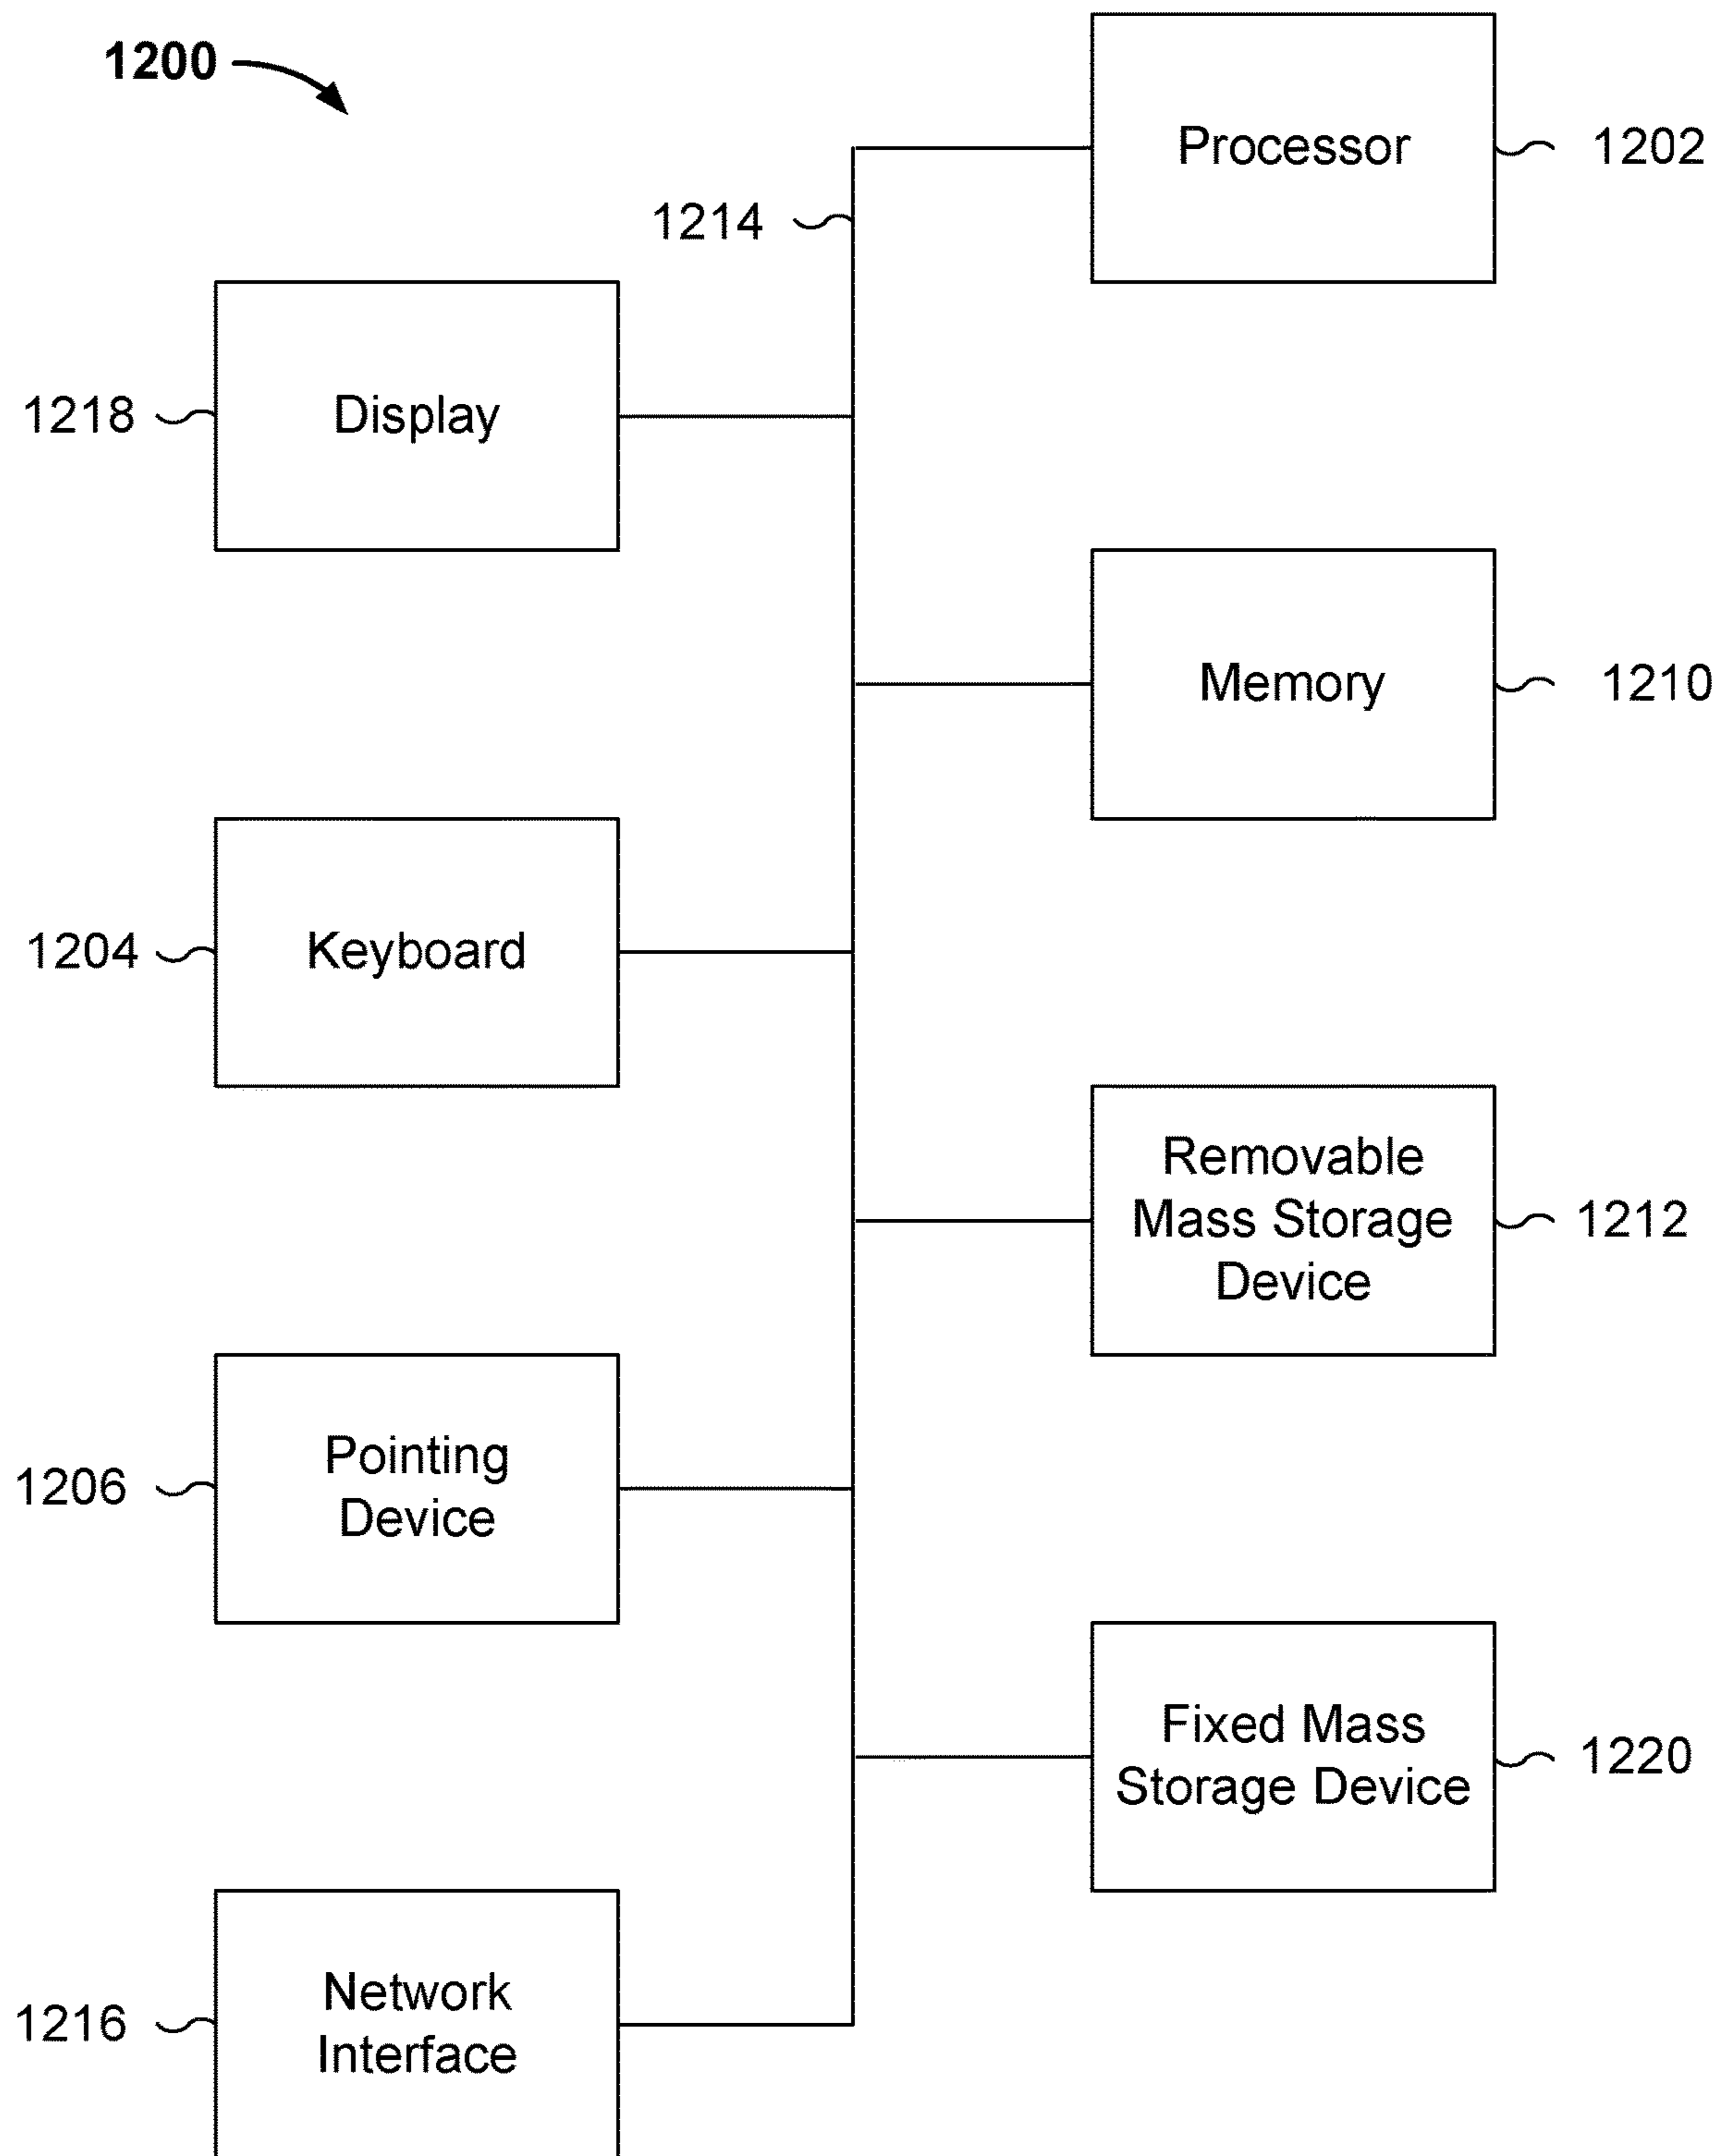 1200
Processor
1202
1214
Display
1218
Memory
1210
Keyboard
1204
Removable
Mass Storage
Device
1212
Pointing
Device
1206
Fixed Mass
Storage Device
1220
Network
Interface
1216